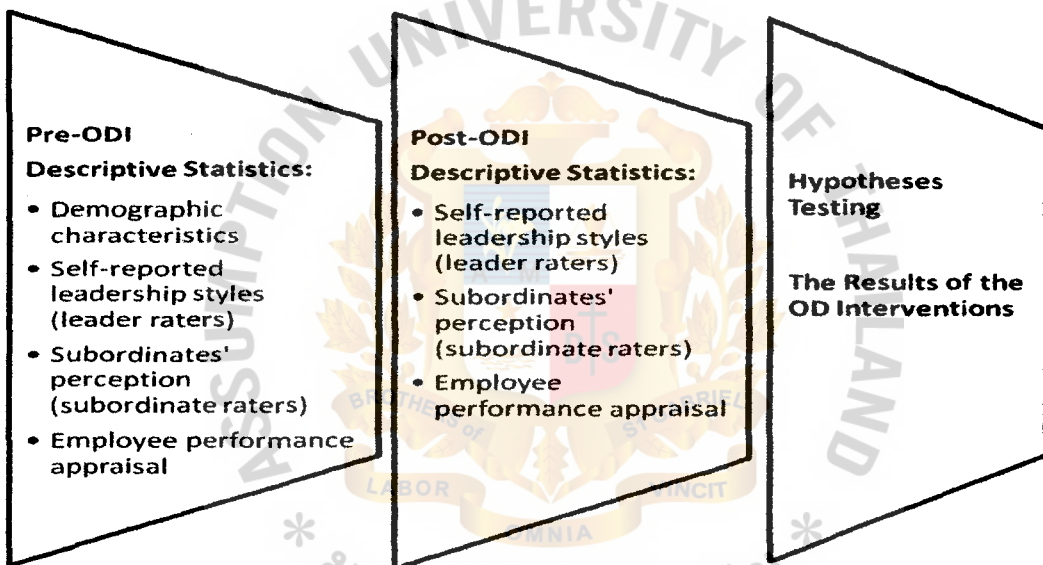 Pre-ODI
Descriptive Statistics:
• Demographic
characteristics
• Self-reported
leadership styles
(leader raters)
• Subordinates'
perception
(subordinate raters)
• Employee performance
appraisal
Post-ODI
Descriptive Statistics:
• Self-reported
leadership styles
(leader raters)
• Subordinates'
perception
(subordinate raters)
• Employee
performance appraisal
Hypotheses
Testing
The Results of the
OD Interventions
ASSUMPTION UNIVERSITY OF THAILAND
BROTHERS of ST GABRIEL
D S
LABOR
OMNIA
VINCIT